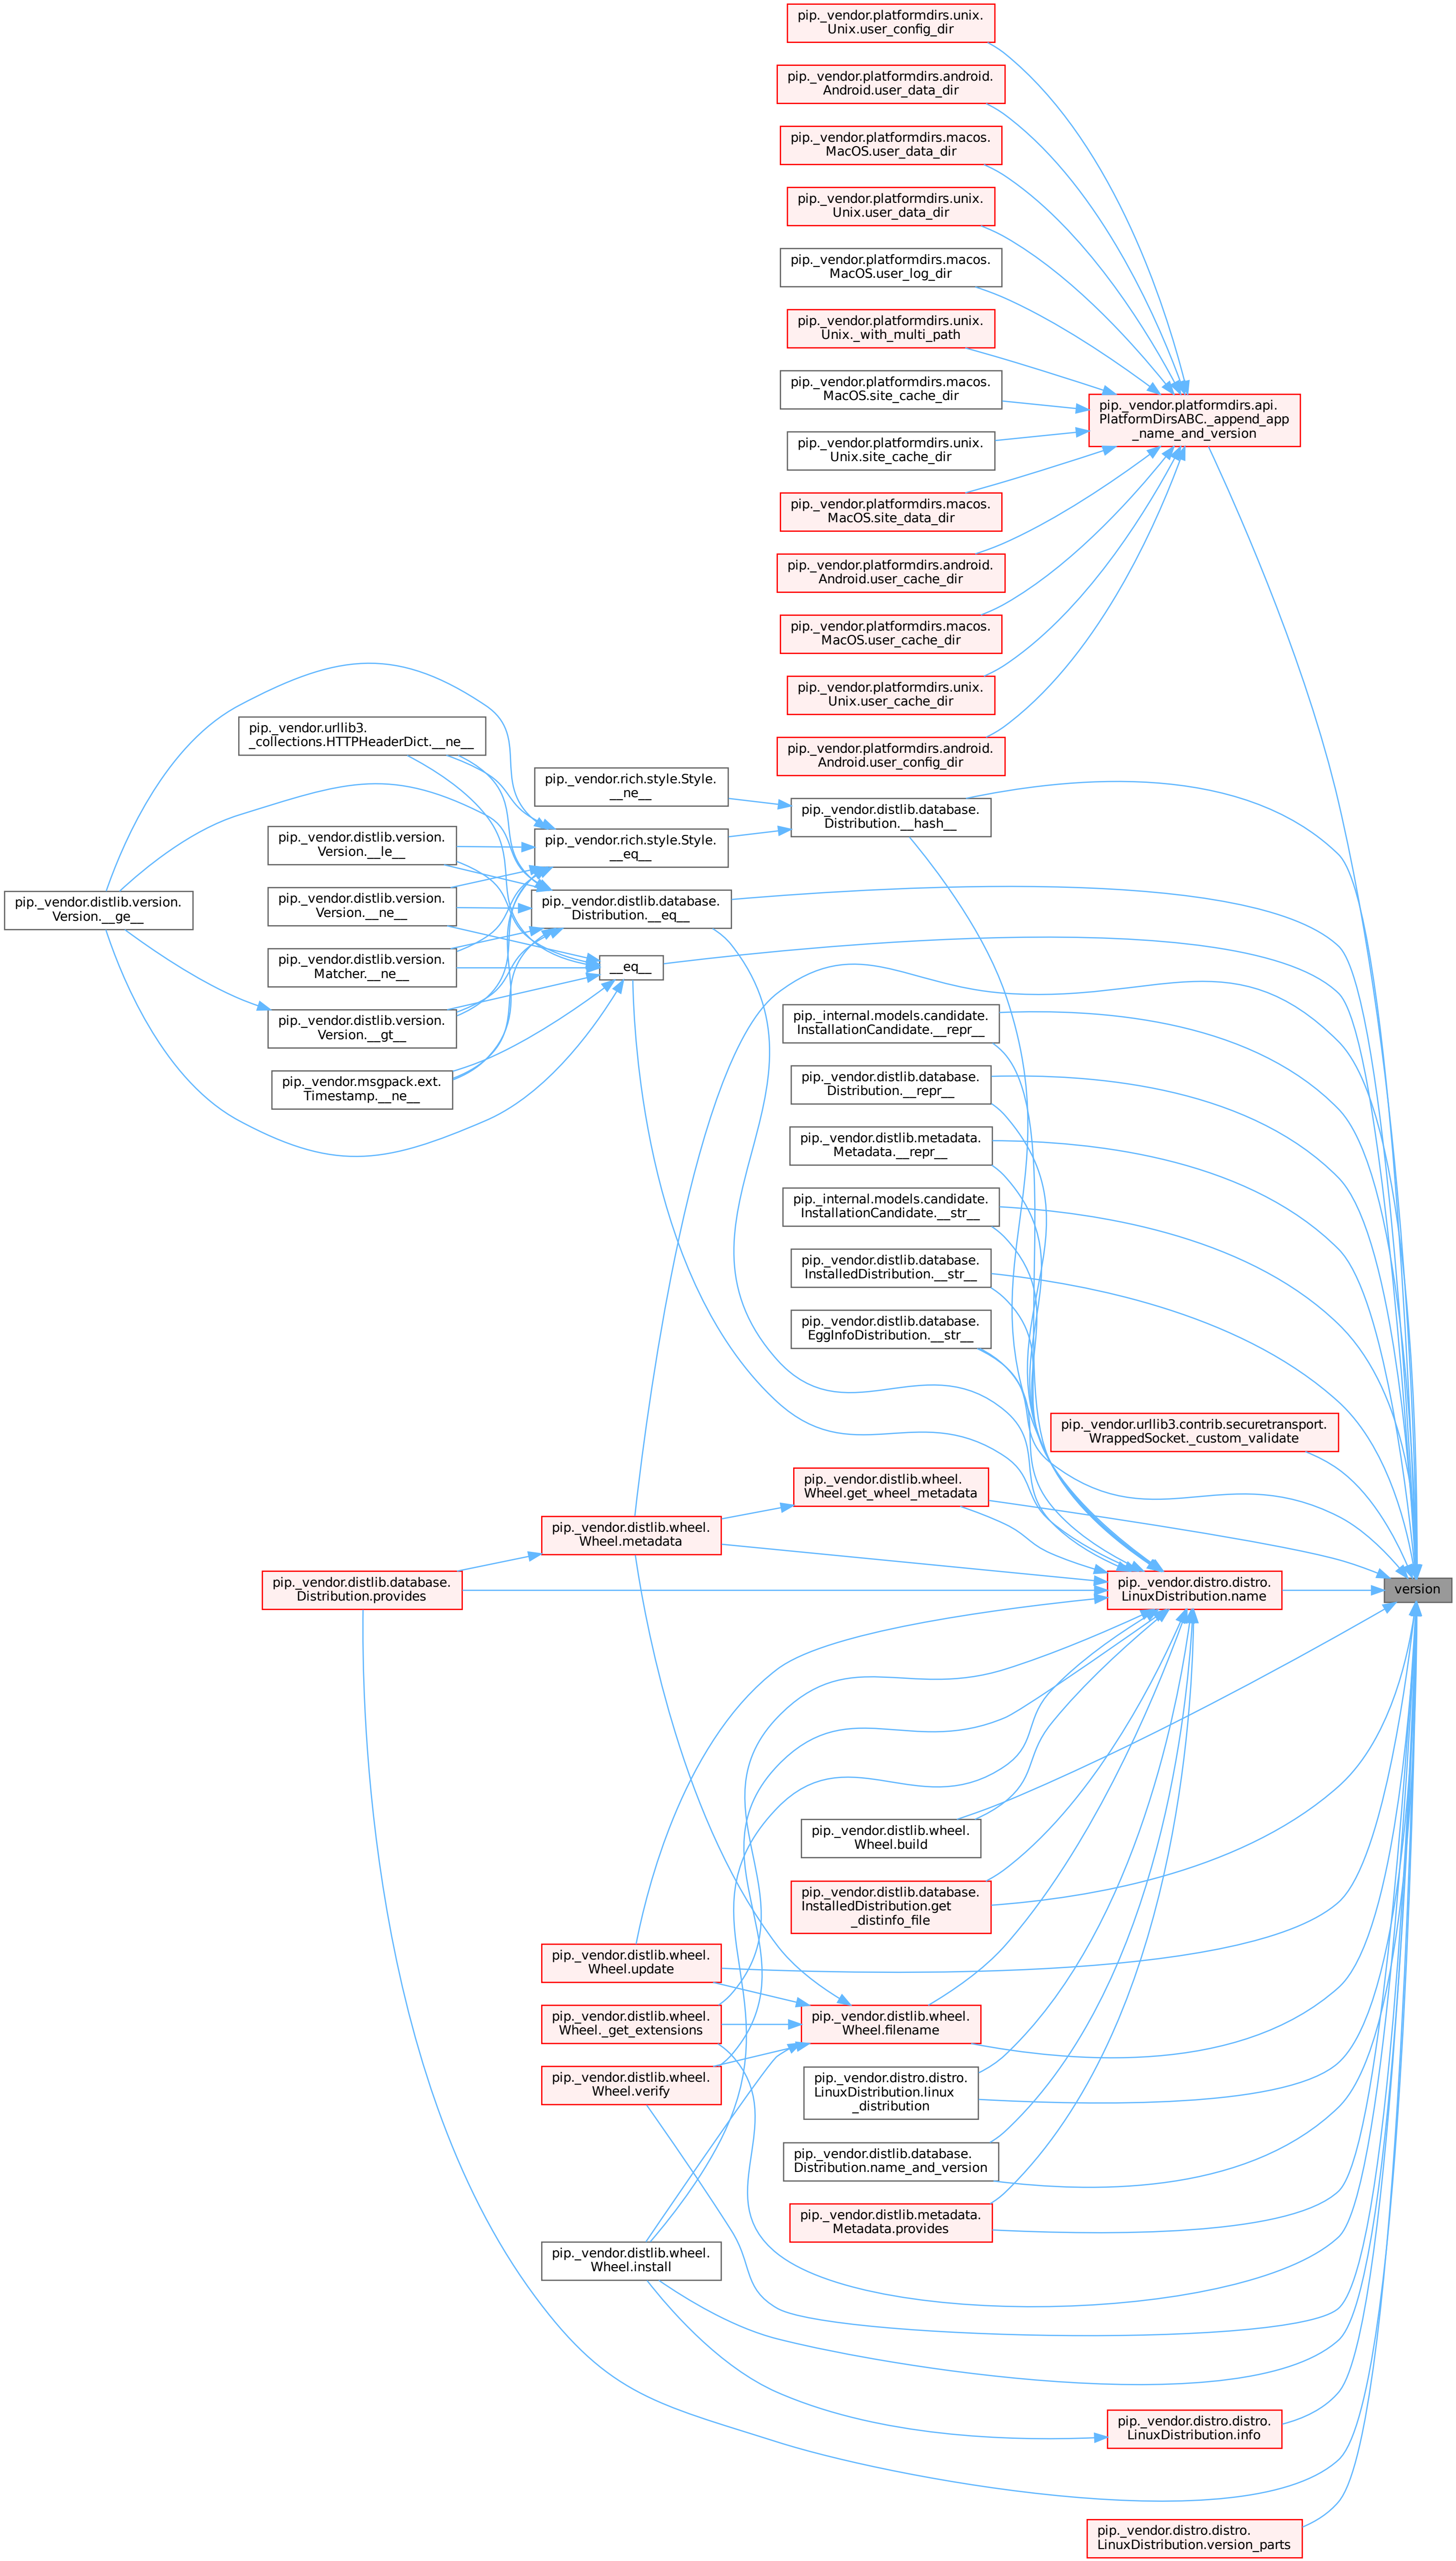 pip._vendor.platformdirs.unix.
Unix.user_config_dir
pip._vendor.platformdirs.android.
Android.user_data_dir
pip._vendor.platformdirs.macos.
MacOS.user_data_dir
pip._vendor.platformdirs.unix.
Unix.user_data_dir
pip._vendor.platformdirs.macos.
MacOS.user_log_dir
pip._vendor.platformdirs.unix.
Unix._with_multi_path
pip._vendor.platformdirs.macos.
MacOS.site_cache_dir
pip._vendor.platformdirs.api.
PlatformDirsABC._append_app
_name_and_version
pip._vendor.platformdirs.unix.
Unix.site_cache_dir
pip._vendor.platformdirs.macos.
MacOS.site_data_dir
pip._vendor.platformdirs.android.
Android.user_cache_dir
pip._vendor.platformdirs.macos.
MacOS.user_cache_dir
pip._vendor.platformdirs.unix.
Unix.user_cache_dir
pip._vendor.platformdirs.android.
Android.user_config_dir
pip._vendor.urllib3.
_collections.HTTPHeaderDict.__ne__
pip._vendor.rich.style.Style.
__ne__
pip._vendor.distlib.database.
Distribution.__hash__
pip._vendor.distlib.version.
Version.__le__
pip._vendor.rich.style.Style.
__eq__
pip._vendor.distlib.version.
Version.__ge__
pip._vendor.distlib.version.
Version.__ne__
pip._vendor.distlib.database.
Distribution.__eq__
pip._vendor.distlib.version.
Matcher.__ne__
__eq__
pip._vendor.distlib.version.
Version.__gt__
pip._internal.models.candidate.
InstallationCandidate.__repr__
pip._vendor.msgpack.ext.
Timestamp.__ne__
pip._vendor.distlib.database.
Distribution.__repr__
pip._vendor.distlib.metadata.
Metadata.__repr__
pip._internal.models.candidate.
InstallationCandidate.__str__
pip._vendor.distlib.database.
InstalledDistribution.__str__
pip._vendor.distlib.database.
EggInfoDistribution.__str__
pip._vendor.urllib3.contrib.securetransport.
WrappedSocket._custom_validate
pip._vendor.distlib.wheel.
Wheel.get_wheel_metadata
pip._vendor.distlib.wheel.
Wheel.metadata
pip._vendor.distlib.database.
Distribution.provides
pip._vendor.distro.distro.
LinuxDistribution.name
version
pip._vendor.distlib.wheel.
Wheel.build
pip._vendor.distlib.database.
InstalledDistribution.get
_distinfo_file
pip._vendor.distlib.wheel.
Wheel.update
pip._vendor.distlib.wheel.
Wheel._get_extensions
pip._vendor.distlib.wheel.
Wheel.filename
pip._vendor.distlib.wheel.
Wheel.verify
pip._vendor.distro.distro.
LinuxDistribution.linux
_distribution
pip._vendor.distlib.database.
Distribution.name_and_version
pip._vendor.distlib.metadata.
Metadata.provides
pip._vendor.distlib.wheel.
Wheel.install
pip._vendor.distro.distro.
LinuxDistribution.info
pip._vendor.distro.distro.
LinuxDistribution.version_parts